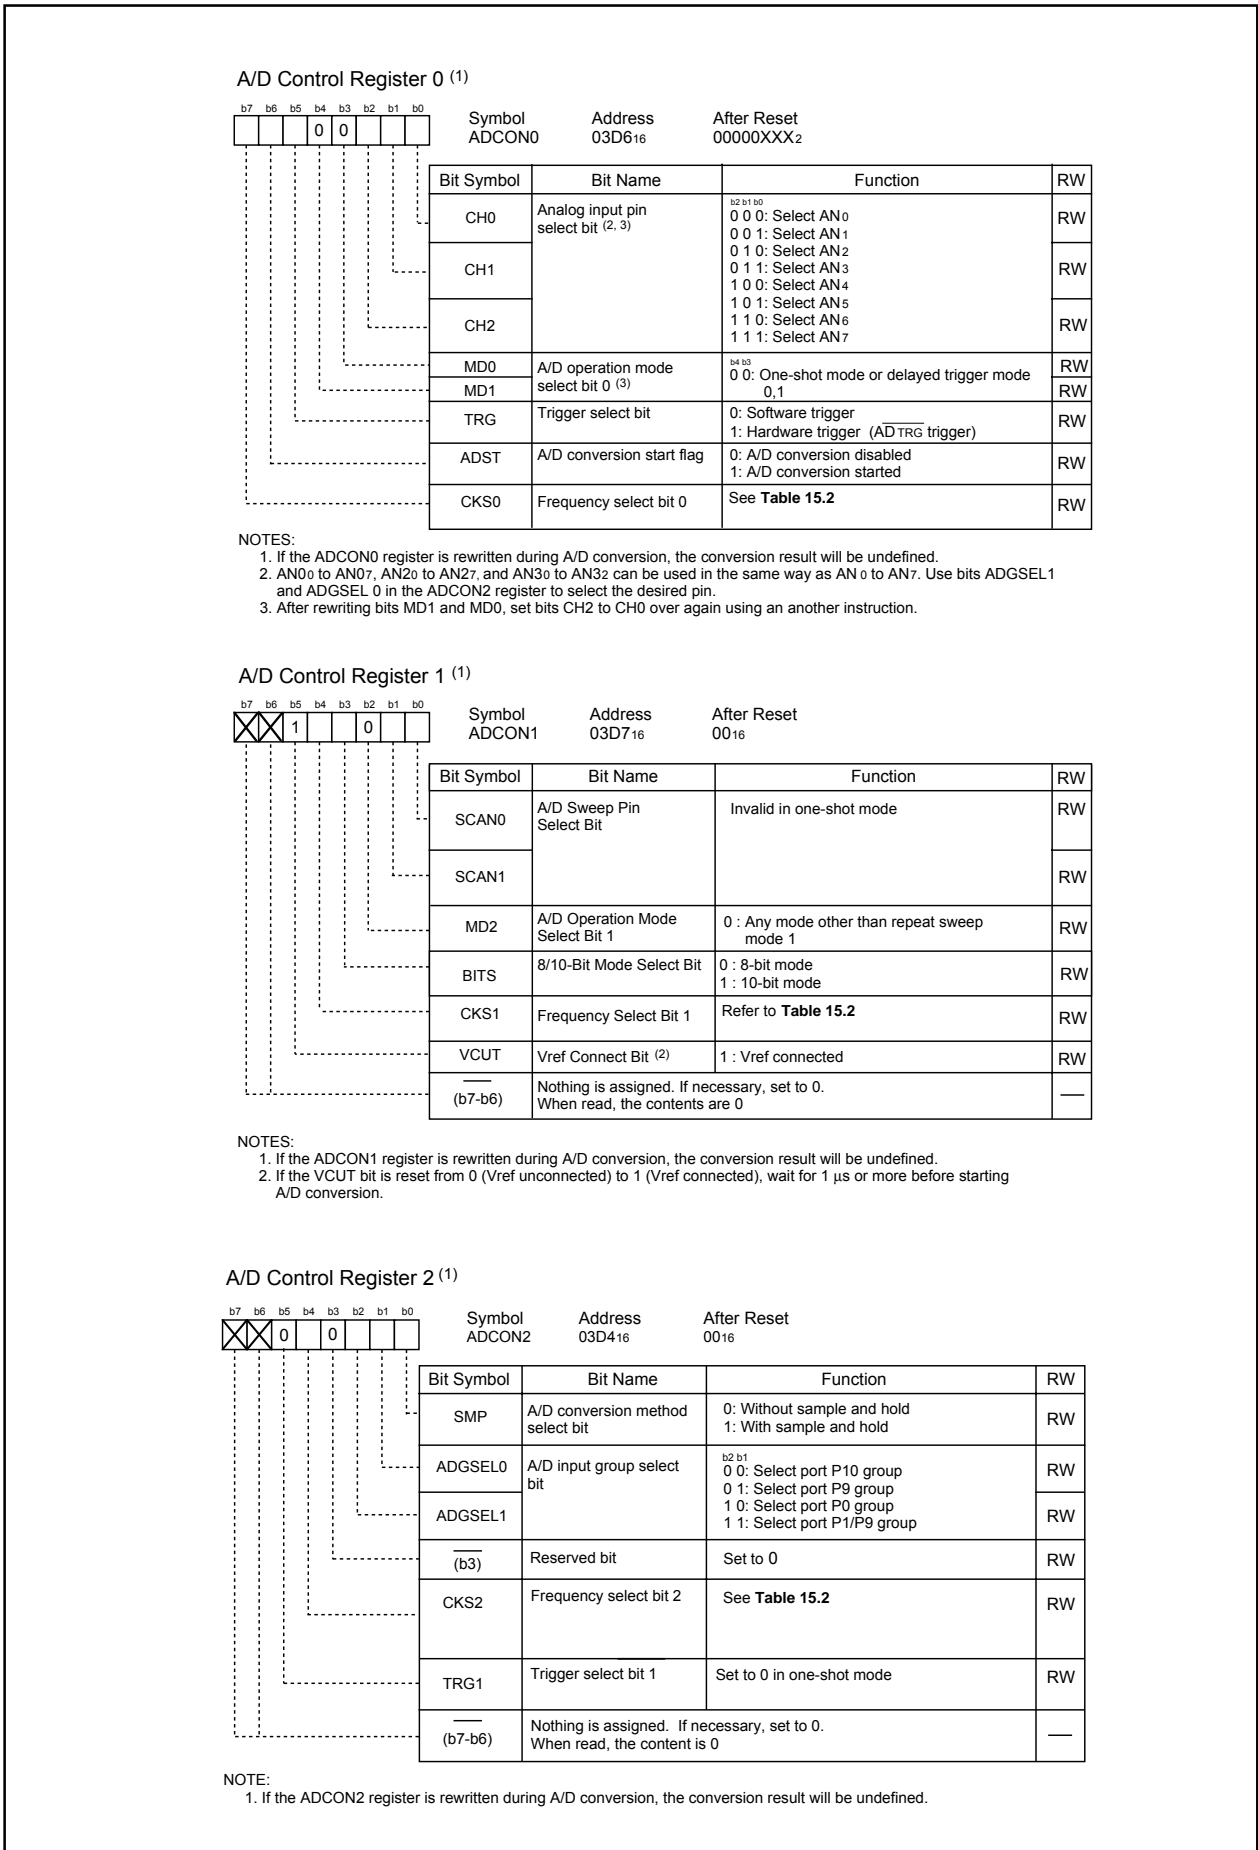 A/D Control Register 0 (1)
b7 b6 b5 b4 b3 b2 b1 b0
0 0
Symbol Address After Reset
ADCON0 03D616 00000XXX2
Bit Symbol Bit Name Function RW
CH0 Analog input pin select bit (2, 3) RW
b2 b1 b0
0 0 0: Select AN0
0 0 1: Select AN1
0 1 0: Select AN2
CH1 RW
0 1 1: Select AN3
1 0 0: Select AN4
1 0 1: Select AN5
CH2 RW
1 1 0: Select AN6
1 1 1: Select AN7
MD0 A/D operation mode RW
select bit 0 (3)
b4 b3
0 0: One-shot mode or delayed trigger mode
MD1 0,1 RW
TRG Trigger select bit 0: Software trigger RW
1: Hardware trigger (ADTRG trigger)
ADST A/D conversion start flag 0: A/D conversion disabled RW
1: A/D conversion started
CKS0 Frequency select bit 0 See Table 15.2 RW
NOTES:
1. If the ADCON0 register is rewritten during A/D conversion, the conversion result will be undefined.
2. AN00 to AN07, AN20 to AN27, and AN30 to AN32 can be used in the same way as AN 0 to AN7. Use bits ADGSEL1
and ADGSEL 0 in the ADCON2 register to select the desired pin.
3. After rewriting bits MD1 and MD0, set bits CH2 to CH0 over again using an another instruction.
A/D Control Register 1 (1)
b7 b6 b5 b4 b3 b2 b1 b0
1 0
Symbol Address After Reset
ADCON1 03D716 0016
Bit Symbol Bit Name Function RW
SCAN0 A/D Sweep Pin Invalid in one-shot mode RW
Select Bit
SCAN1 RW
MD2 A/D Operation Mode 0 : Any mode other than repeat sweep RW
Select Bit 1 mode 1
BITS 8/10-Bit Mode Select Bit 0 : 8-bit mode RW
1 : 10-bit mode
CKS1 Frequency Select Bit 1 Refer to Table 15.2 RW
VCUT Vref Connect Bit (2) 1 : Vref connected RW
(b7-b6) Nothing is assigned. If necessary, set to 0. —
When read, the contents are 0
NOTES:
1. If the ADCON1 register is rewritten during A/D conversion, the conversion result will be undefined.
2. If the VCUT bit is reset from 0 (Vref unconnected) to 1 (Vref connected), wait for 1 µs or more before starting
A/D conversion.
A/D Control Register 2 (1)
b7 b6 b5 b4 b3 b2 b1 b0
0 0
Symbol Address After Reset
ADCON2 03D416 0016
Bit Symbol Bit Name Function RW
SMP A/D conversion method 0: Without sample and hold RW
select bit 1: With sample and hold
ADGSEL0 A/D input group select RW
bit
b2 b1
0 0: Select port P10 group
0 1: Select port P9 group
ADGSEL1 1 0: Select port P0 group RW
1 1: Select port P1/P9 group
(b3) Reserved bit Set to 0 RW
CKS2 Frequency select bit 2 See Table 15.2 RW
TRG1 Trigger select bit 1 Set to 0 in one-shot mode RW
(b7-b6) Nothing is assigned. If necessary, set to 0. —
When read, the content is 0
NOTE:
1. If the ADCON2 register is rewritten during A/D conversion, the conversion result will be undefined.